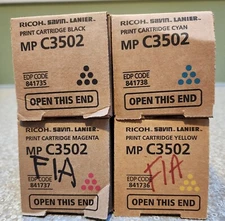 RICOH. SAVIN. LANIER.
PRINT CARTRIDGE BLACK
MP C3502
EDP CODE
841735
OPEN THIS END
RICOH. SAVIN. LANIER.
PRINT CARTRIDGE CYAN
MP C3502
EDP CODE
841738
OPEN THIS END
RICOH. SAVIN. LANIER.
PRINT CARTRIDGE MAGENTA
MP C3502
FIA
EDP CODE
841737
OPEN THIS END
RICOH. SAVIN. LANIER.
PRINT CARTRIDGE YELLOW
MP C3502
FIA
EDP CODE
841736
OPEN THIS END